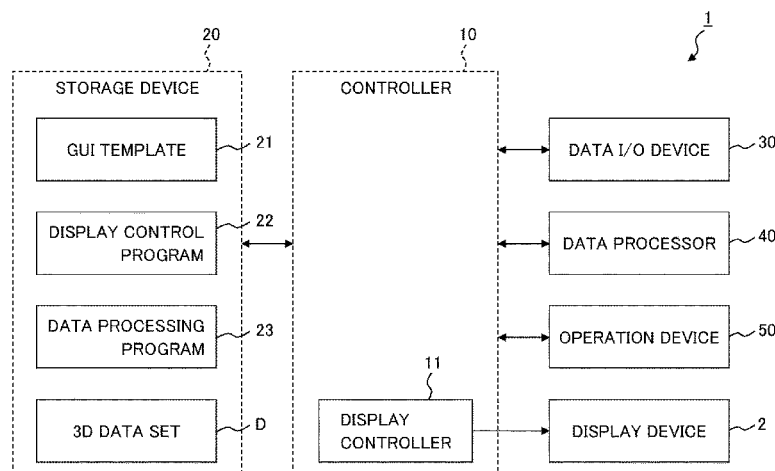 1
20
10
STORAGE DEVICE
CONTROLLER
GUI TEMPLATE
21
DATA I/O DEVICE
30
22
DISPLAY CONTROL
PROGRAM
DATA PROCESSOR
40
DATA PROCESSING
PROGRAM
23
OPERATION DEVICE
50
11
3D DATA SET
D
DISPLAY
CONTROLLER
DISPLAY DEVICE
2